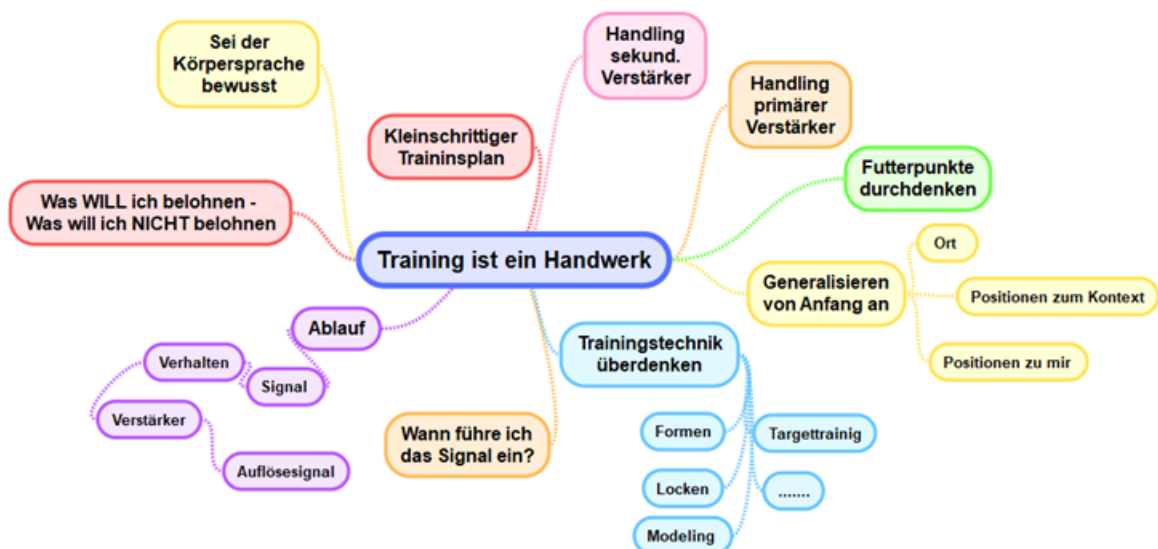 Sei der
Körpersprache
bewusst
Handling
sekund.
Verstärker
Handling
primärer
Verstärker
Kleinschrittiger
Traininsplan
Futterpunkte
durchdenken
Was WILL ich belohnen -
Was will ich NICHT belohnen
Training ist ein Handwerk
Generalisieren
von Anfang an
Ort
Positionen zum Kontext
Positionen zu mir
Ablauf
Signal
Verhalten
Verstärker
Auflösesignal
Trainingstechnik
überdenken
Formen
Targettrainig
Locken
.......
Modeling
Wann führe ich
das Signal ein?